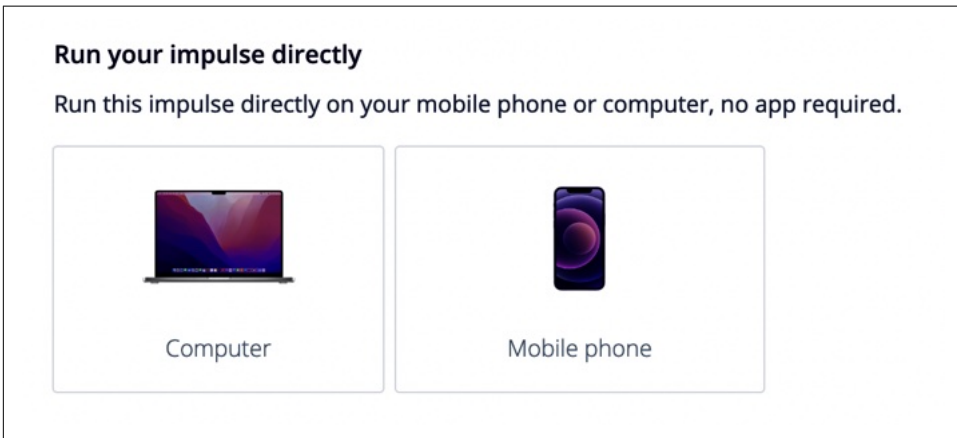 Run your impulse directly
Run this impulse directly on your mobile phone or computer, no app required.
Computer
Mobile phone